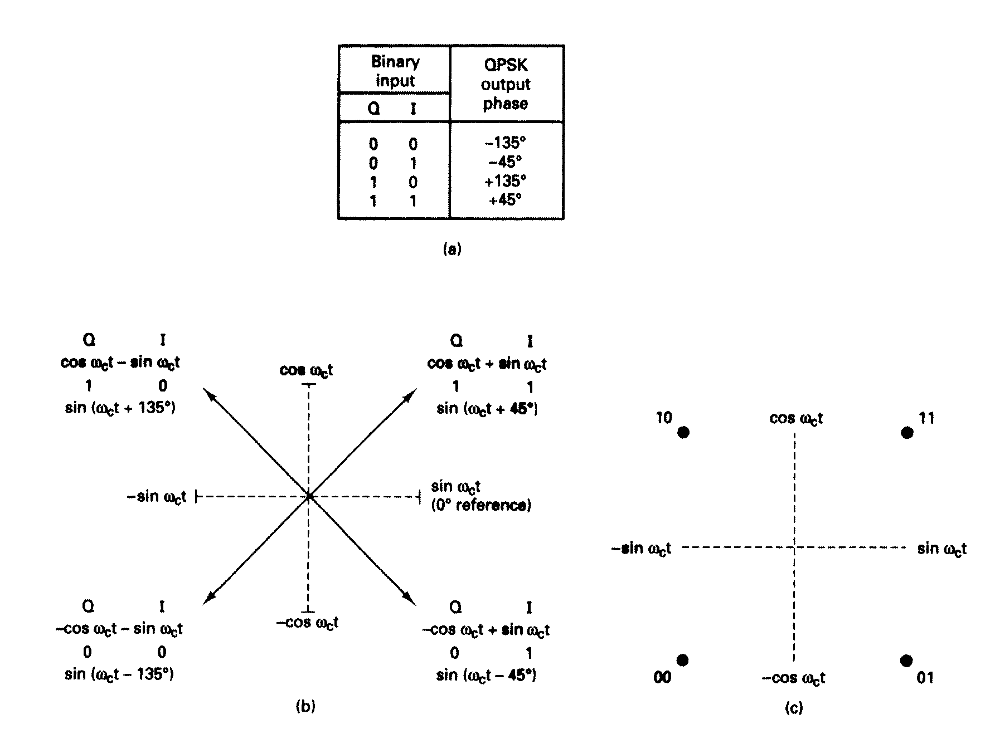 Binary input
QPSK output phase
Q I
0 0 −135°
0 1 −45°
1 0 +135°
1 1 +45°
(a)
Q I
cos ωct − sin ωct
1 0
sin (ωct + 135°)
cos ωct
Q I
cos ωct + sin ωct
1 1
sin (ωct + 45°)
−sin ωct
sin ωct
(0° reference)
Q I
−cos ωct − sin ωct
0 0
sin (ωct − 135°)
−cos ωct
Q I
−cos ωct + sin ωct
0 1
sin (ωct − 45°)
(b)
10
cos ωct
11
−sin ωct
sin ωct
00
−cos ωct
01
(c)